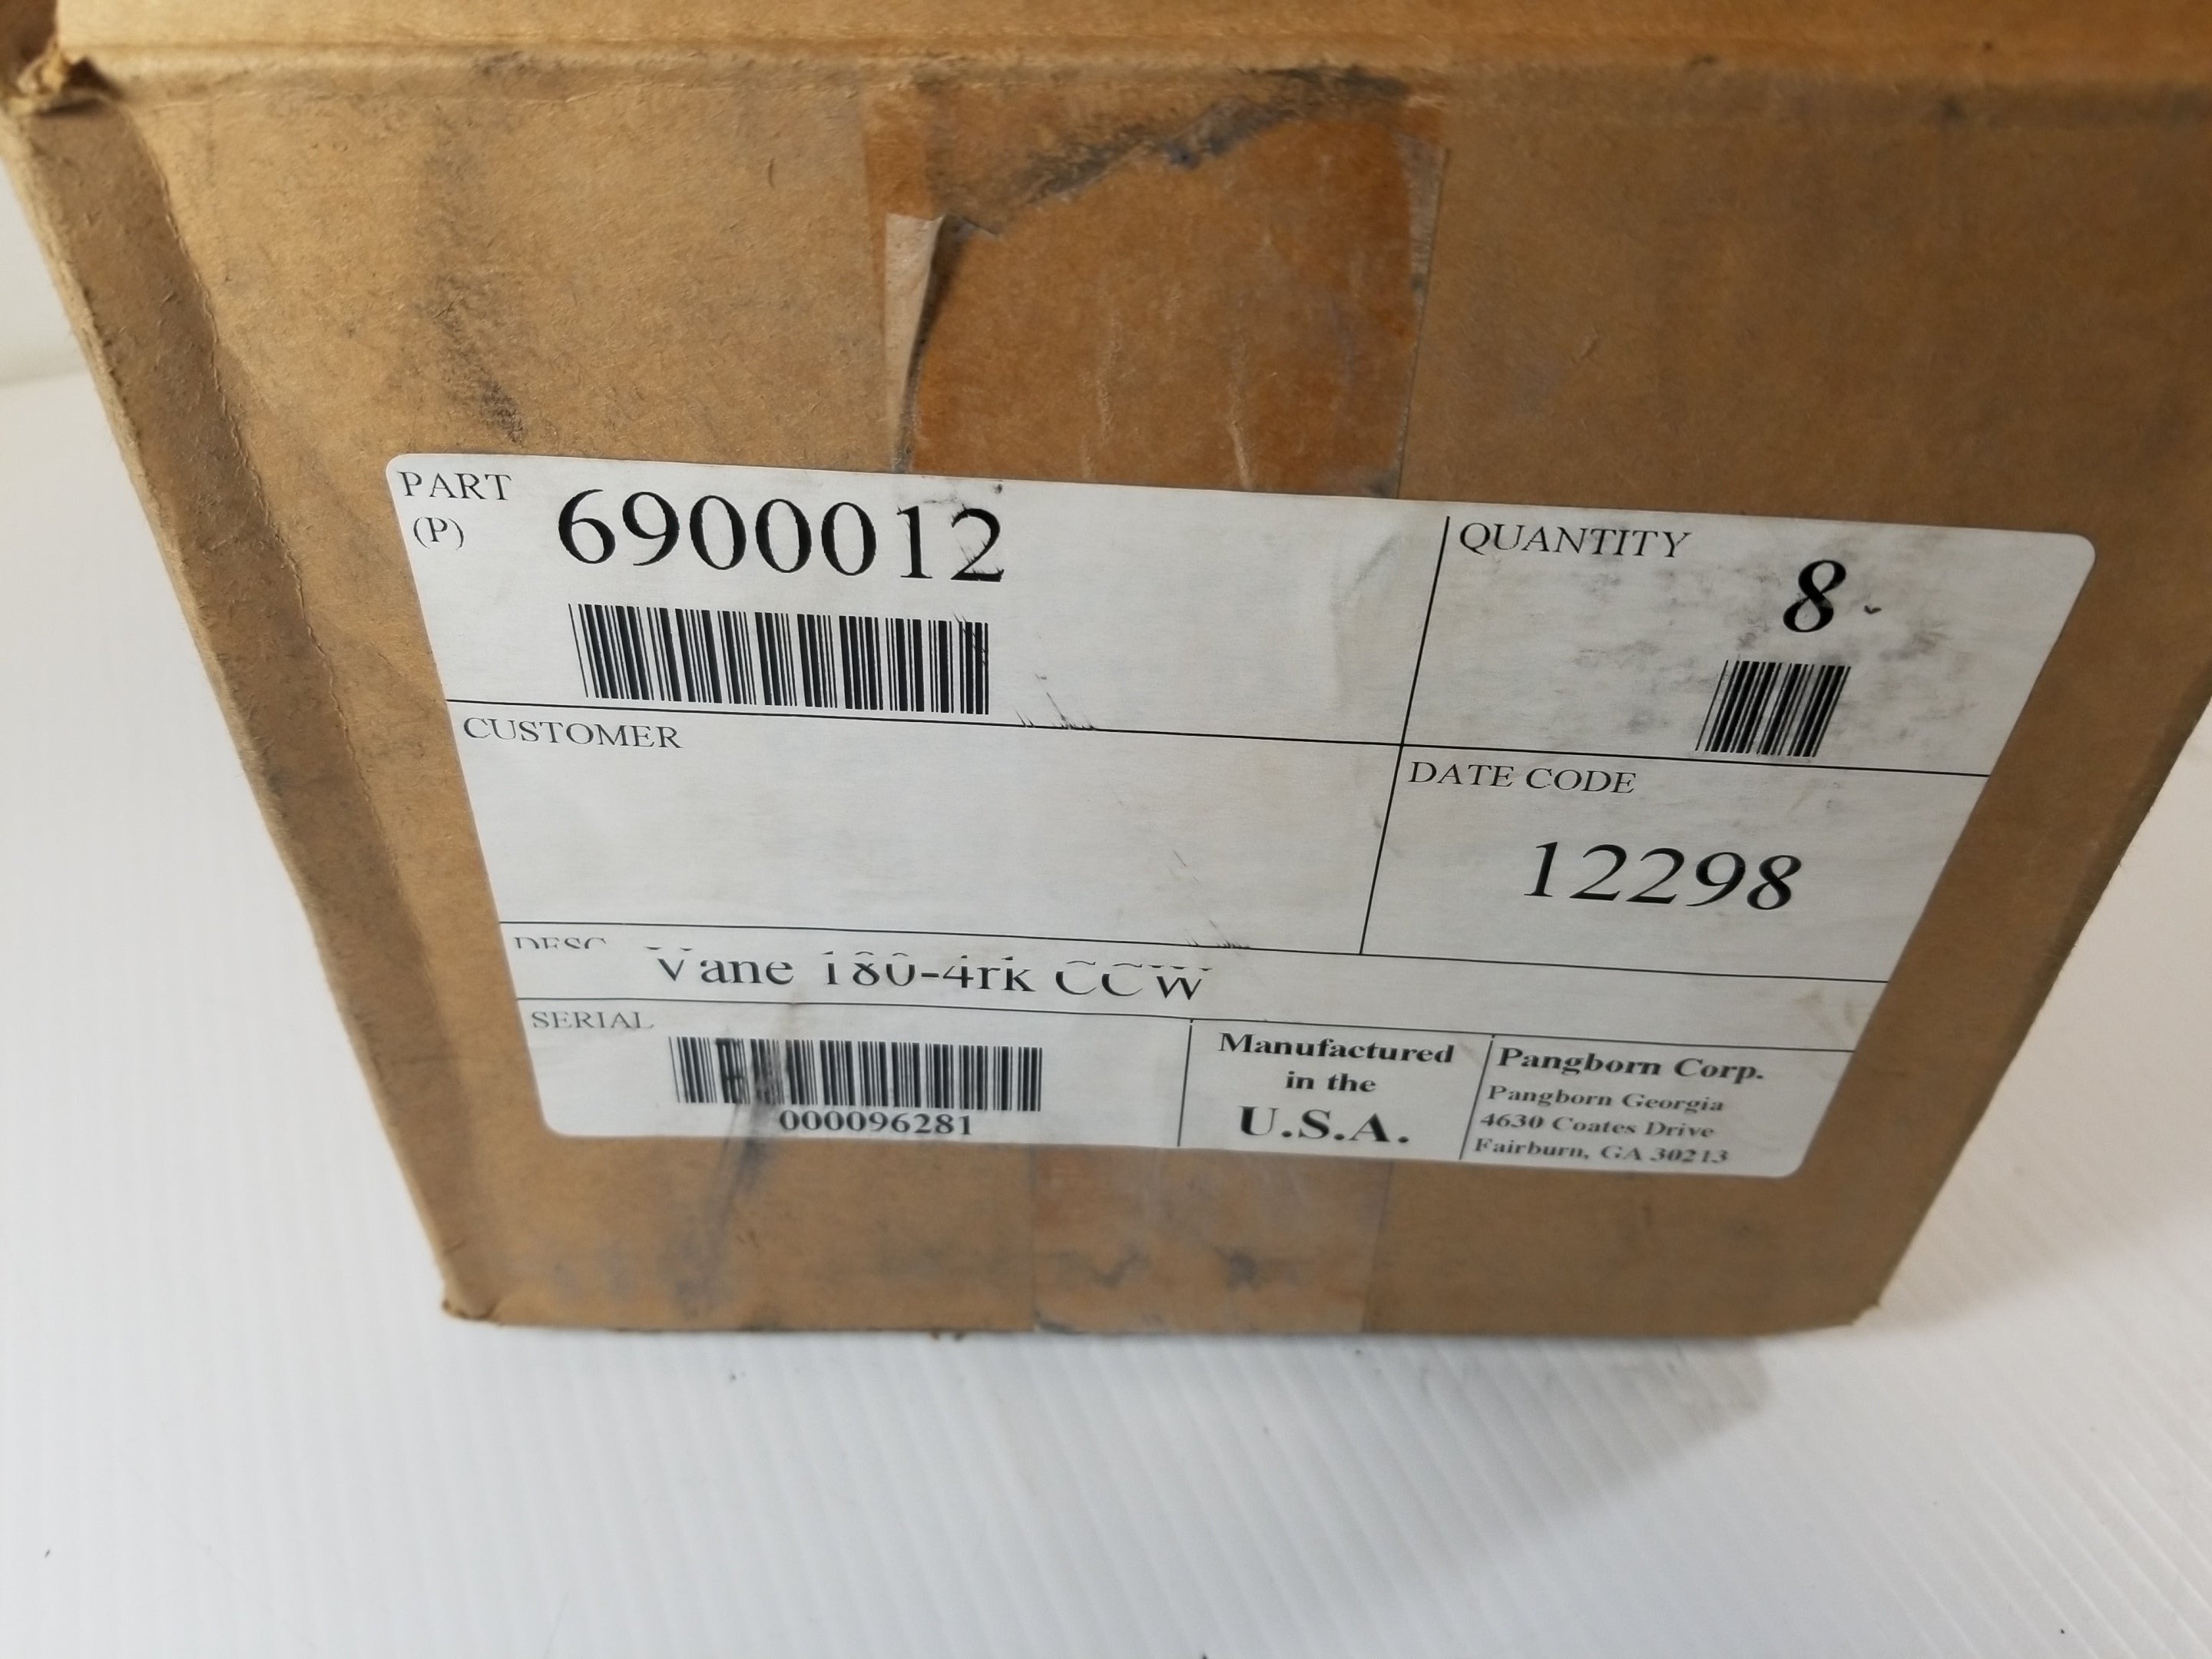 PART
(P)
6900012
QUANTITY
8
CUSTOMER
DATE CODE
12298
DESC
Vane 180-4rk CCW
SERIAL
000096281
Manufactured
in the
U.S.A.
Pangborn Corp.
Pangborn Georgia
4630 Coates Drive
Fairburn, GA 30213